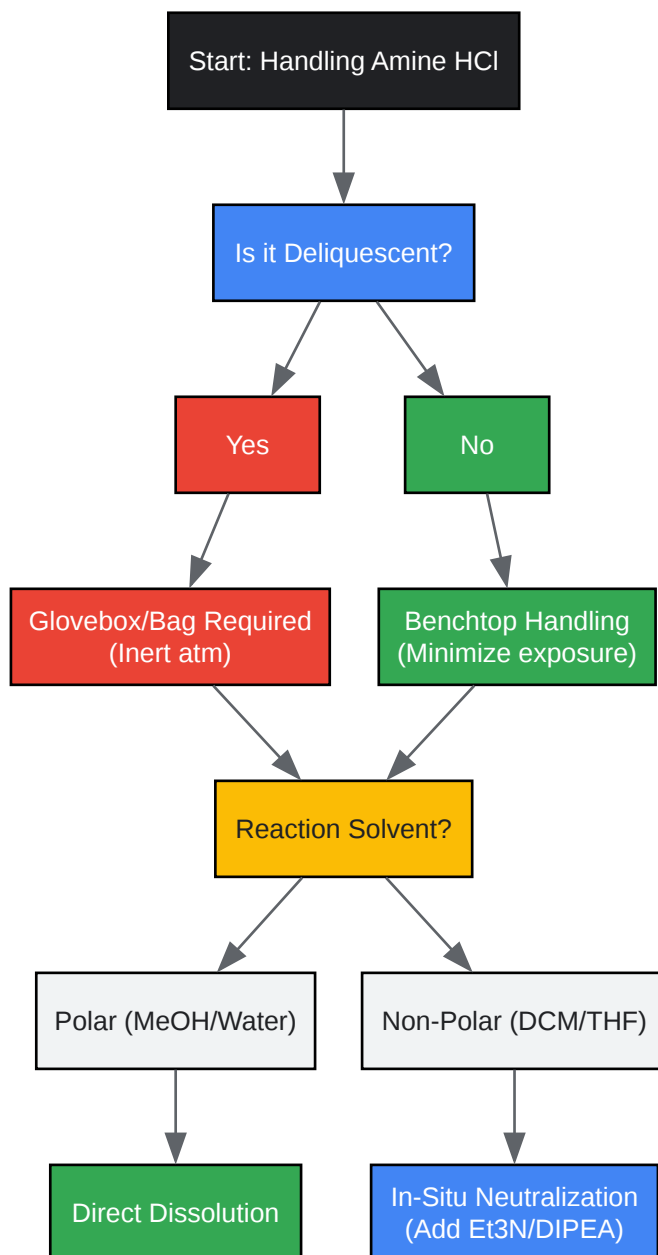 Start: Handling Amine HCl
Is it Deliquescent?
Yes
No
Glovebox/Bag Required
(Inert atm)
Benchtop Handling
(Minimize exposure)
Reaction Solvent?
Polar (MeOH/Water)
Non-Polar (DCM/THF)
Direct Dissolution
In-Situ Neutralization
(Add Et3N/DIPEA)